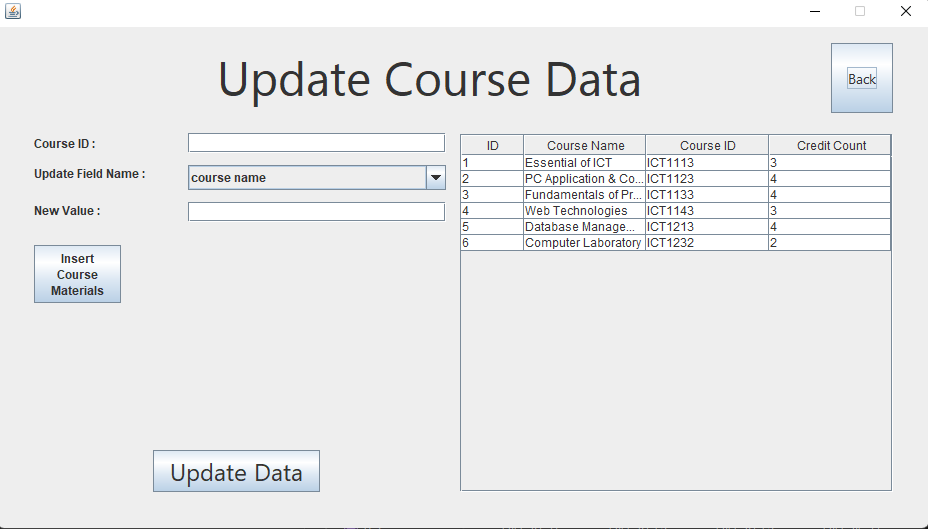 Update Course Data
Back
Course ID :
Update Field Name :
course name
New Value :
Insert
Course
Materials
Update Data
ID Course Name Course ID Credit Count
1 Essential of ICT ICT1113 3
2 PC Application & Co... ICT1123 4
3 Fundamentals of Pr... ICT1133 4
4 Web Technologies ICT1143 3
5 Database Manage... ICT1213 4
6 Computer Laboratory ICT1232 2